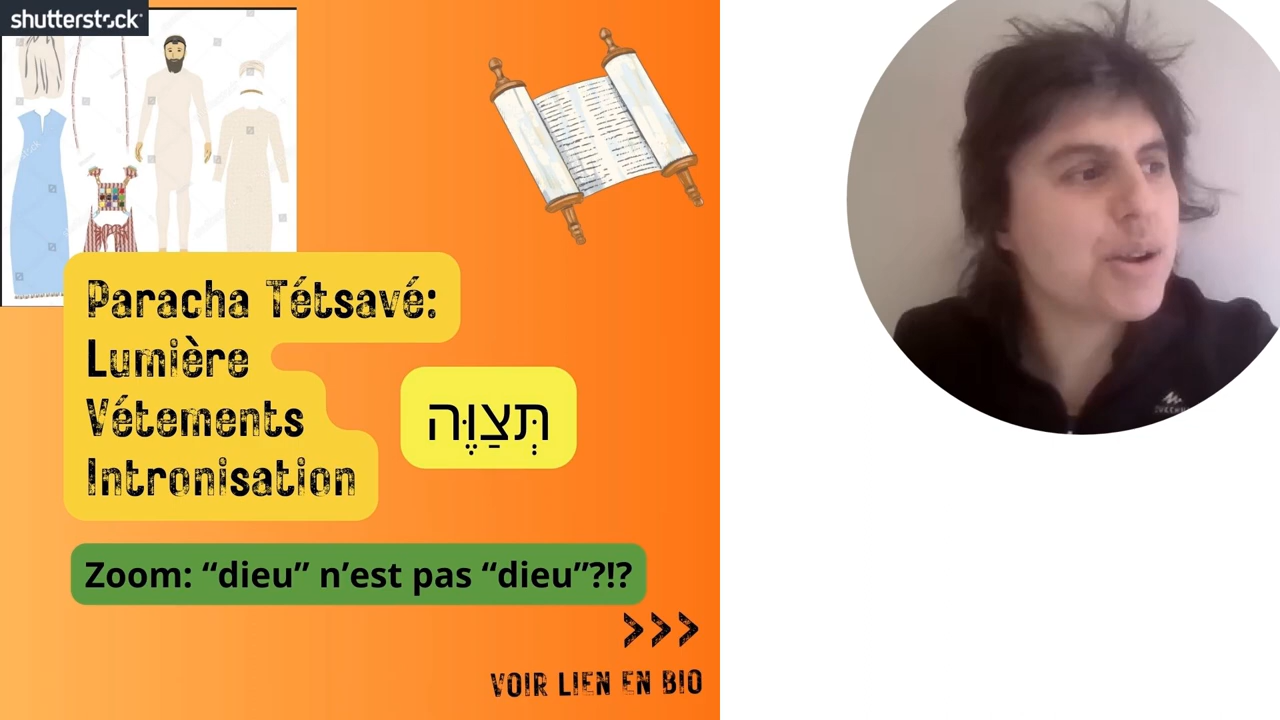 shutterstock
Paracha Tétsavé:
Lumière
Vétements
Intronisation
תְּצַוֶּה
Zoom: “dieu” n’est pas “dieu”?!?
>>>
VOIR LIEN EN BIO